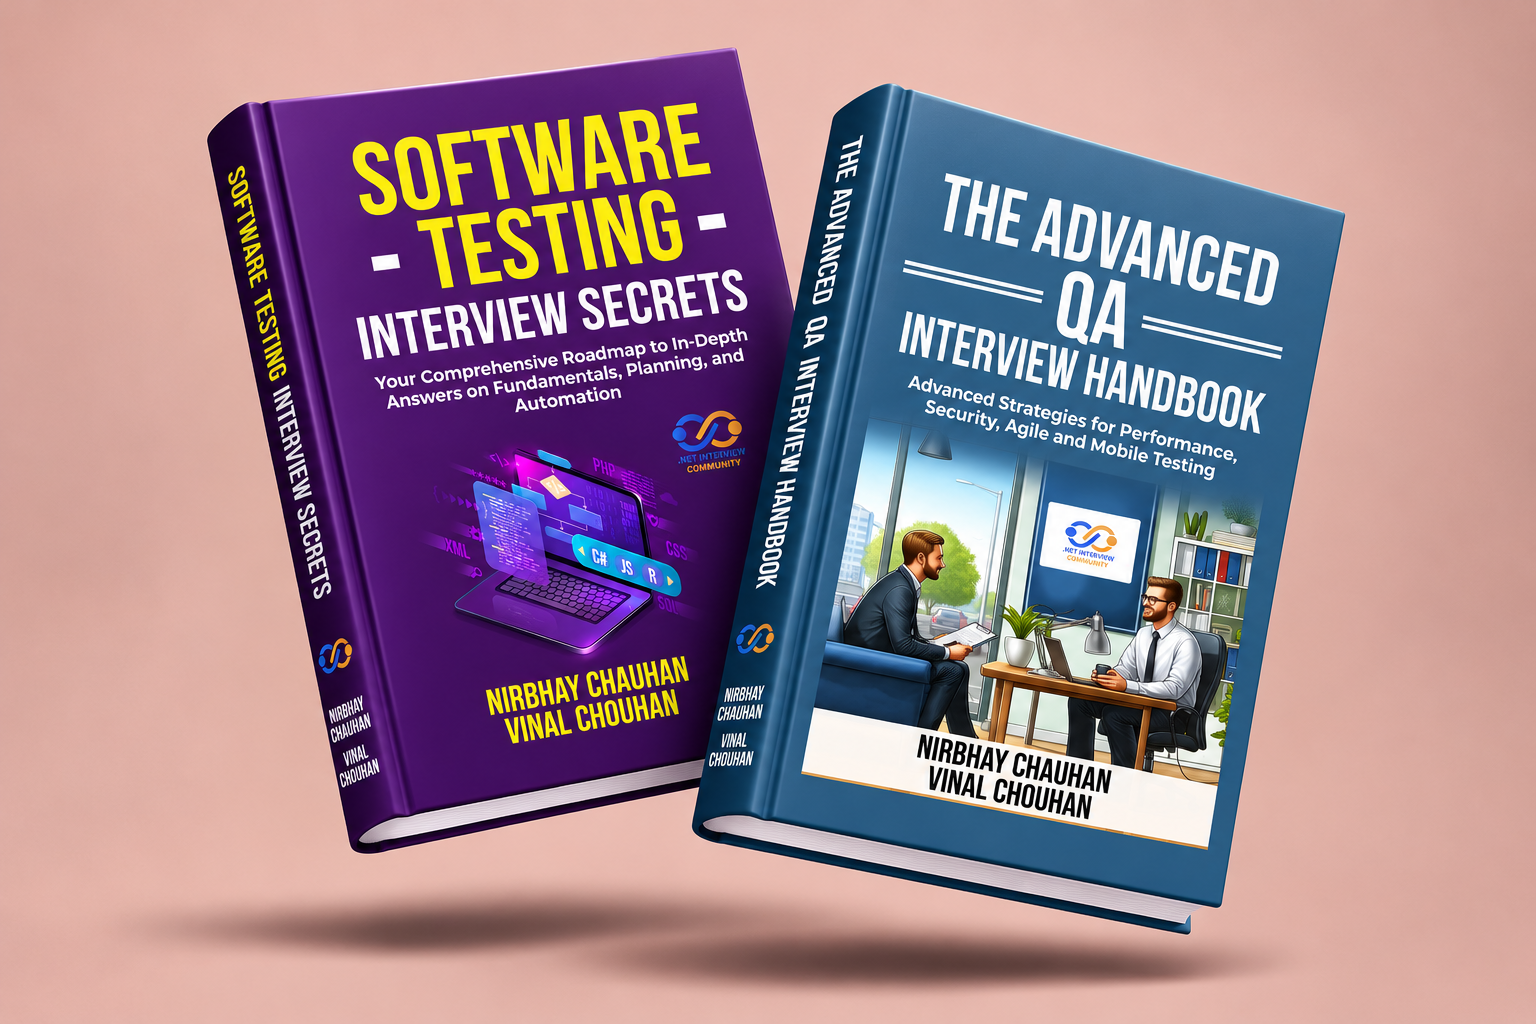 SOFTWARE TESTING INTERVIEW SECRETS
NIRBHAY
CHAUHAN
VINAL
CHOUHAN
SOFTWARE
- TESTING -
INTERVIEW SECRETS
Your Comprehensive Roadmap to In-Depth
Answers on Fundamentals, Planning, and
Automation
.NET INTERVIEW
COMMUNITY
PHP
</>
XML
CSS
C# JS R
NIRBHAY CHAUHAN
VINAL CHOUHAN
THE ADVANCED QA INTERVIEW HANDBOOK
NIRBHAY
CHAUHAN
VINAL
CHOUHAN
THE ADVANCED
QA
INTERVIEW HANDBOOK
Advanced Strategies for Performance,
Security, Agile and Mobile Testing
.NET INTERVIEW
COMMUNITY
NIRBHAY CHAUHAN
VINAL CHOUHAN